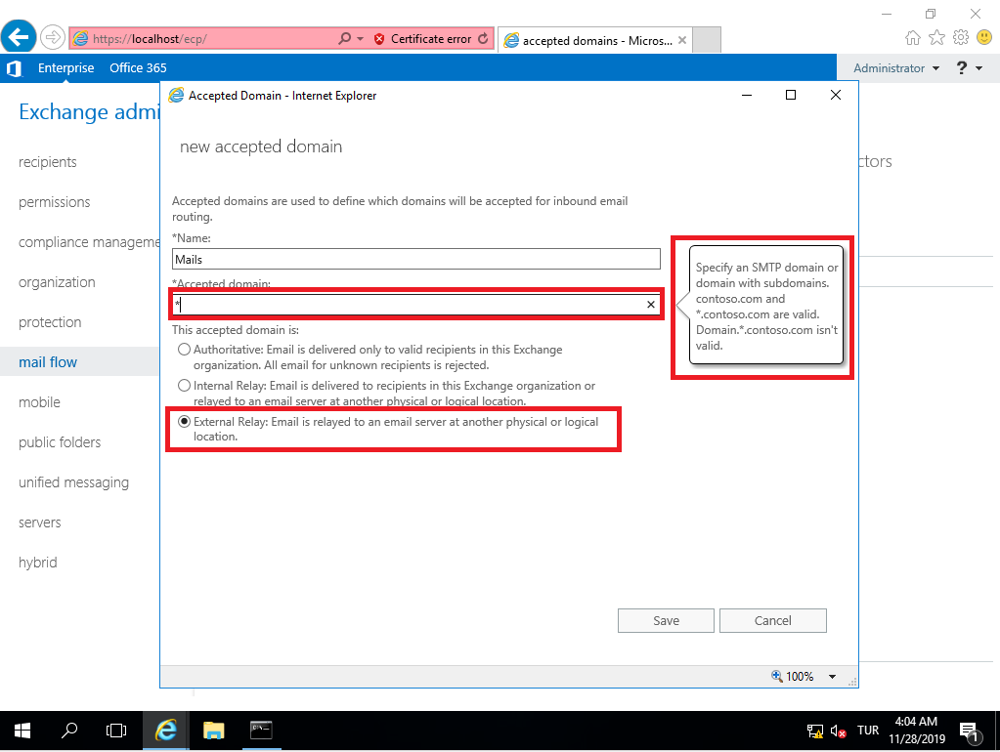 https://localhost/ecp/
Certificate error
accepted domains - Micros...
Enterprise
Office 365
Administrator
?
Accepted Domain - Internet Explorer
Exchange admi
new accepted domain
ctors
recipients
permissions
compliance manageme
organization
protection
mail flow
mobile
public folders
unified messaging
servers
hybrid
Accepted domains are used to define which domains will be accepted for inbound email
routing.
*Name:
Mails
*Accepted domain:
*
This accepted domain is:
Authoritative: Email is delivered only to valid recipients in this Exchange
organization. All email for unknown recipients is rejected.
Internal Relay: Email is delivered to recipients in this Exchange organization or
relayed to an email server at another physical or logical location.
External Relay: Email is relayed to an email server at another physical or logical
location.
Specify an SMTP domain or
domain with subdomains.
contoso.com and
*.contoso.com are valid.
Domain.*.contoso.com isn't
valid.
Save
Cancel
100%
TUR
4:04 AM
11/28/2019
1